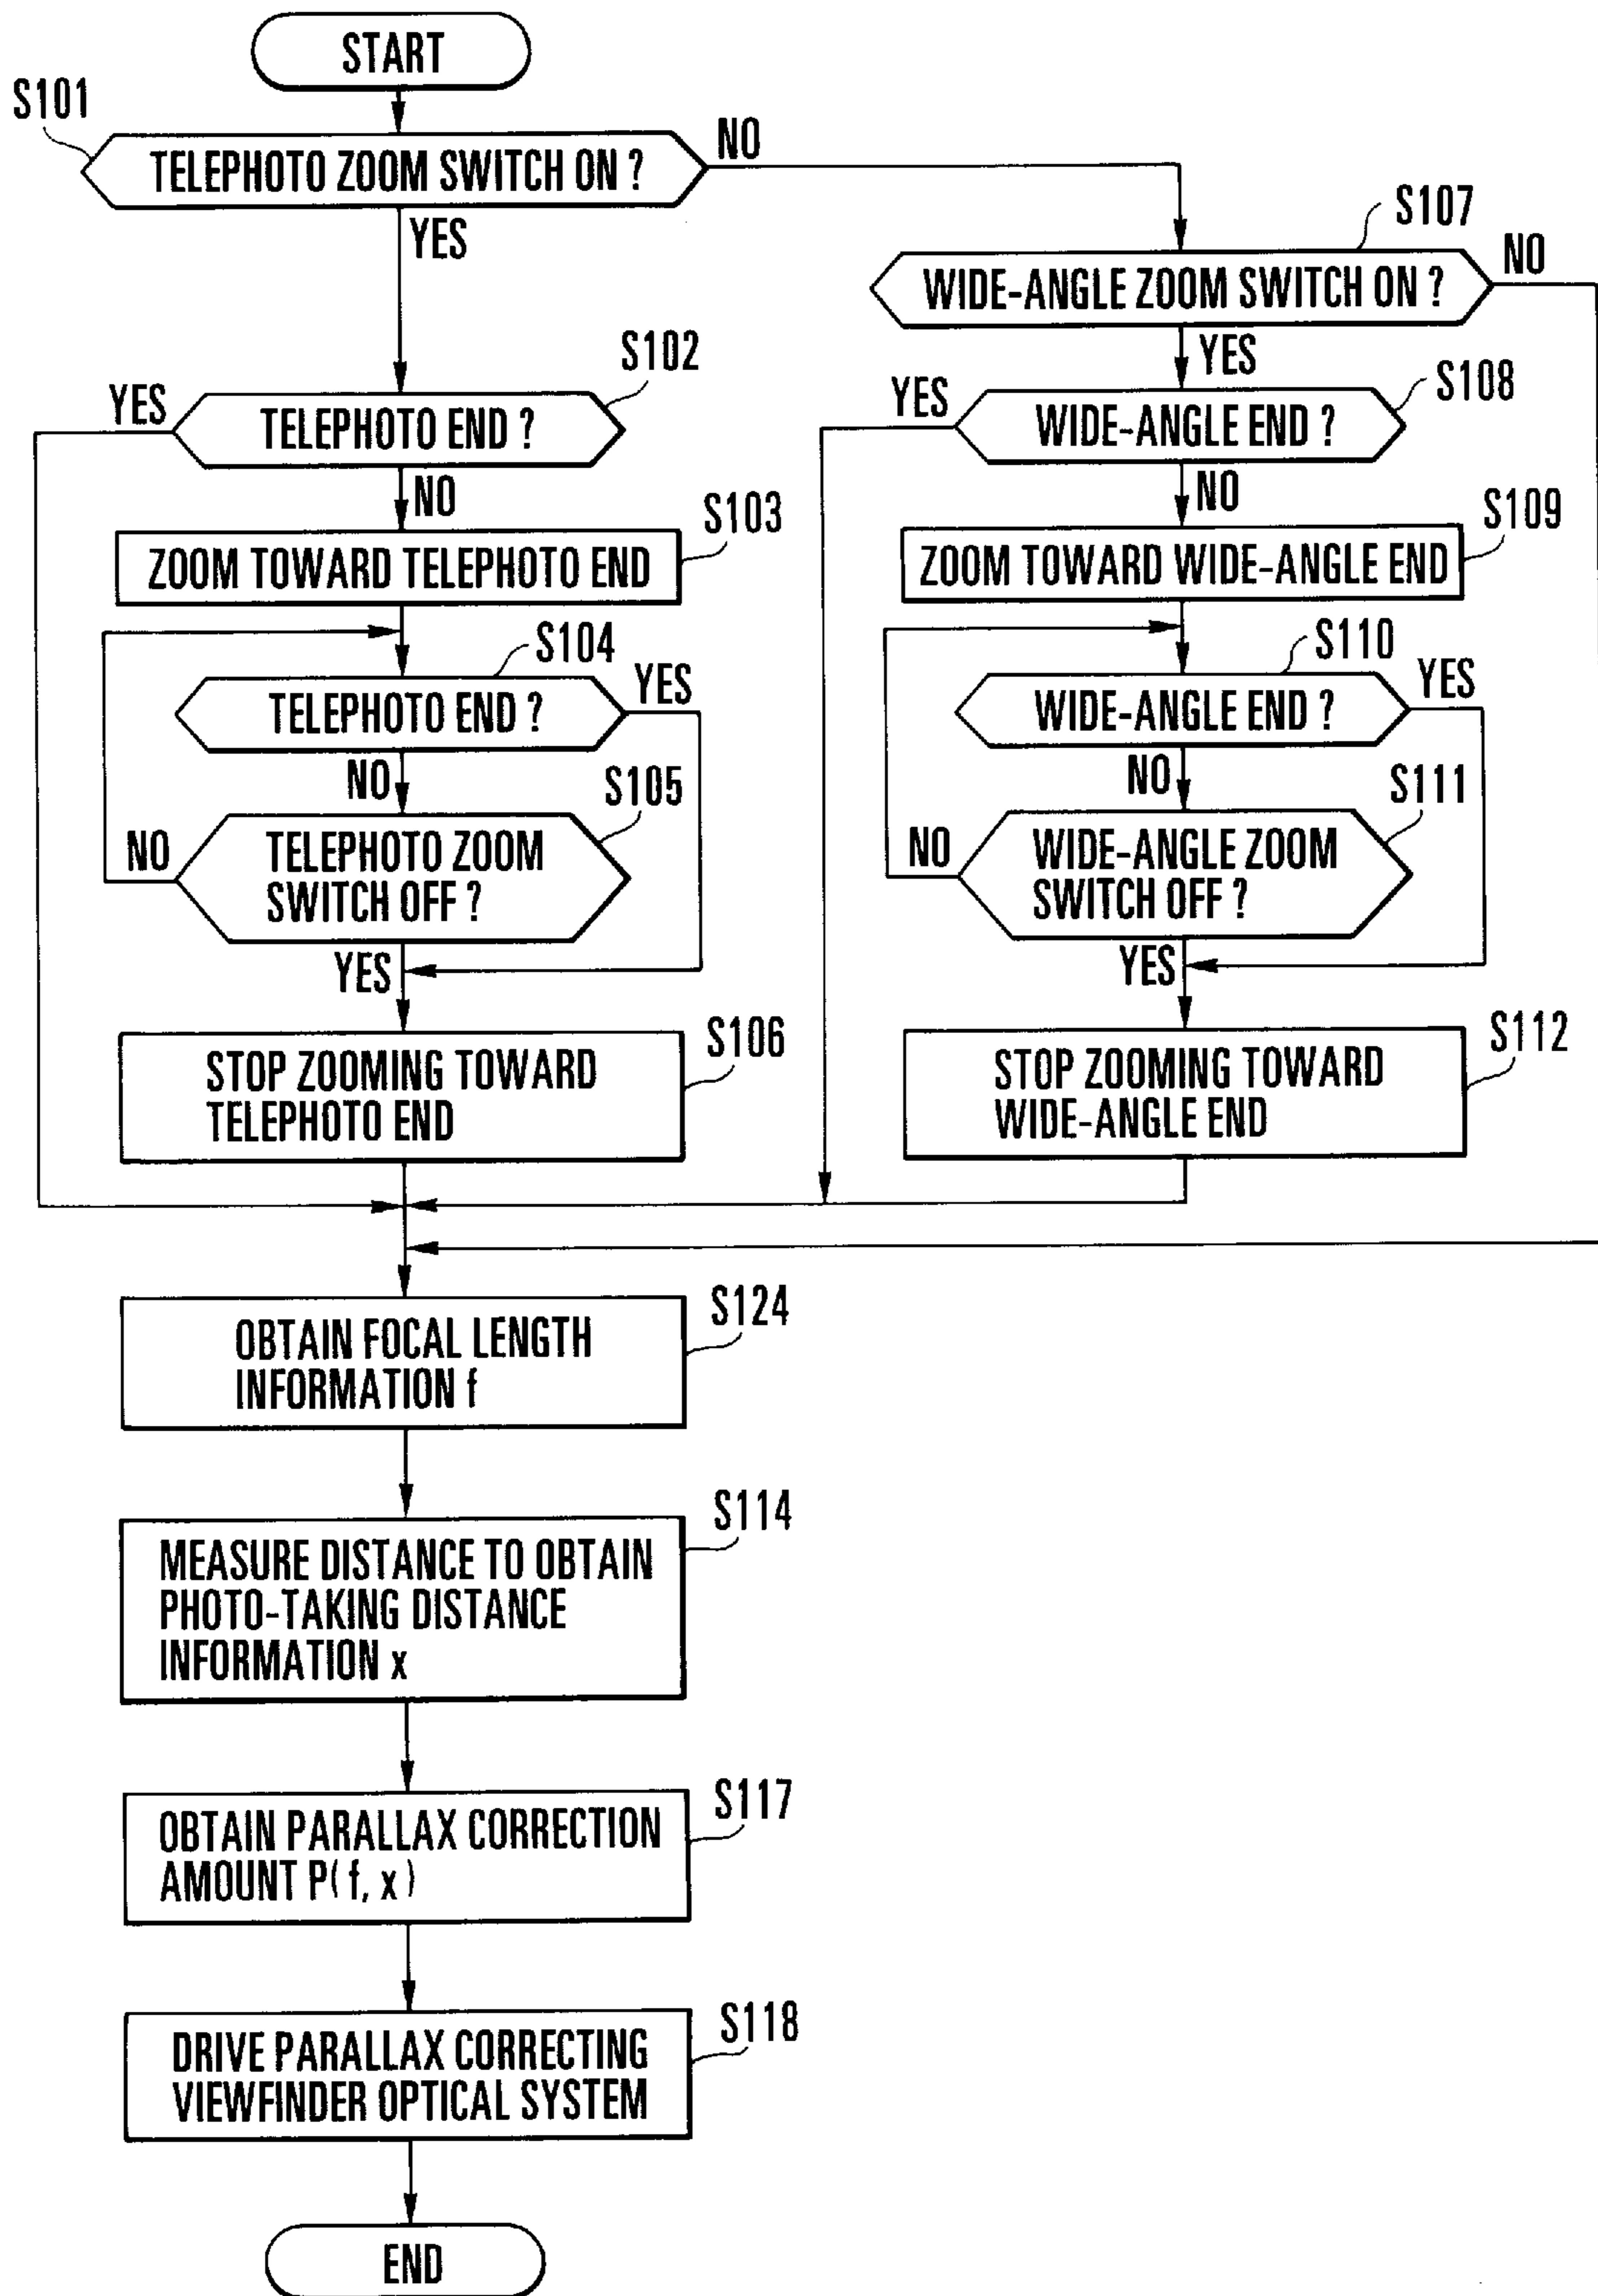 START
S101
TELEPHOTO ZOOM SWITCH ON ?
NO
YES
S107
WIDE-ANGLE ZOOM SWITCH ON ?
NO
YES
S102
YES
TELEPHOTO END ?
NO
S108
YES
WIDE-ANGLE END ?
NO
S103
ZOOM TOWARD TELEPHOTO END
S109
ZOOM TOWARD WIDE-ANGLE END
S104
TELEPHOTO END ?
YES
NO
S110
WIDE-ANGLE END ?
YES
NO
S105
NO
TELEPHOTO ZOOM
SWITCH OFF ?
YES
S111
NO
WIDE-ANGLE ZOOM
SWITCH OFF ?
YES
S106
STOP ZOOMING TOWARD
TELEPHOTO END
S112
STOP ZOOMING TOWARD
WIDE-ANGLE END
S124
OBTAIN FOCAL LENGTH
INFORMATION f
S114
MEASURE DISTANCE TO OBTAIN
PHOTO-TAKING DISTANCE
INFORMATION x
S117
OBTAIN PARALLAX CORRECTION
AMOUNT P( f, x )
S118
DRIVE PARALLAX CORRECTING
VIEWFINDER OPTICAL SYSTEM
END